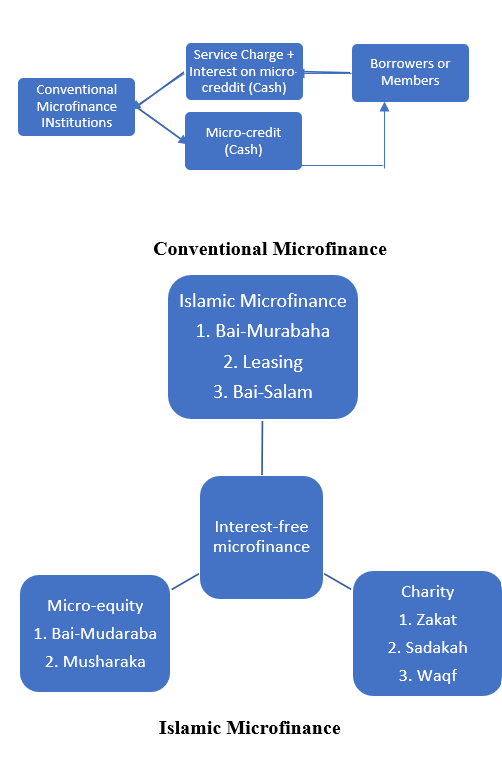 Service Charge +
Interest on micro-
creddit (Cash)
Borrowers or
Members
Conventional
Microfinance
INstitutions
Micro-credit
(Cash)
Conventional Microfinance
Islamic Microfinance
1. Bai-Murabaha
2. Leasing
3. Bai-Salam
Interest-free
microfinance
Micro-equity
1. Bai-Mudaraba
2. Musharaka
Charity
1. Zakat
2. Sadakah
3. Waqf
Islamic Microfinance